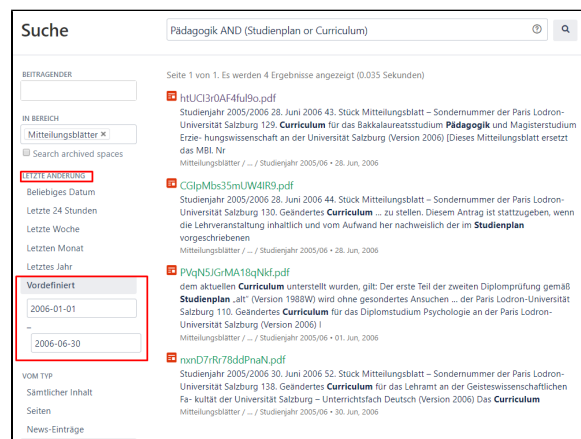 Suche
Pädagogik AND (Studienplan or Curriculum)
BEITRAGENDER
IN BEREICH
Mitteilungsblätter ×
Search archived spaces
LETZTE ÄNDERUNG
Beliebiges Datum
Letzte 24 Stunden
Letzte Woche
Letzten Monat
Letztes Jahr
Vordefiniert
2006-01-01
–
2006-06-30
VOM TYP
Sämtlicher Inhalt
Seiten
News-Einträge
Seite 1 von 1. Es werden 4 Ergebnisse angezeigt (0.035 Sekunden)
htUCl3r0AF4ful9o.pdf
Studienjahr 2005/2006 28. Juni 2006 43. Stück Mitteilungsblatt – Sondernummer der Paris Lodron-
Universität Salzburg 129. Curriculum für das Bakkalaureatsstudium Pädagogik und Magisterstudium
Erzie- hungswissenschaft an der Universität Salzburg (Version 2006) [Dieses Mitteilungsblatt ersetzt
das MBl. Nr
Mitteilungsblätter / ... / Studienjahr 2005/06 • 28. Jun, 2006
CGlpMbs35mUW4IR9.pdf
Studienjahr 2005/2006 28. Juni 2006 44. Stück Mitteilungsblatt – Sondernummer der Paris Lodron-
Universität Salzburg 130. Geändertes Curriculum ... zu stellen. Diesem Antrag ist stattzugeben, wenn
die Lehrveranstaltung inhaltlich und vom Aufwand her nachweislich der im Studienplan
vorgeschriebenen
Mitteilungsblätter / ... / Studienjahr 2005/06 • 28. Jun, 2006
PVqN5JGrMA18qNkf.pdf
dem aktuellen Curriculum unterstellt wurden, gilt: Der erste Teil der zweiten Diplomprüfung gemäß
Studienplan „alt“ (Version 1988W) wird ohne gesondertes Ansuchen ... der Paris Lodron-Universität
Salzburg 110. Geändertes Curriculum für das Diplomstudium Psychologie an der Paris Lodron-
Universität Salzburg (Version 2006) I
Mitteilungsblätter / ... / Studienjahr 2005/06 • 01. Jun, 2006
nxnD7rRr78ddPnaN.pdf
Studienjahr 2005/2006 30. Juni 2006 52. Stück Mitteilungsblatt – Sondernummer der Paris Lodron-
Universität Salzburg 138. Geändertes Curriculum für das Lehramt an der Geisteswissenschaftlichen
Fa- kultät der Universität Salzburg – Unterrichtsfach Deutsch (Version 2006) Das Curriculum
Mitteilungsblätter / ... / Studienjahr 2005/06 • 30. Jun, 2006